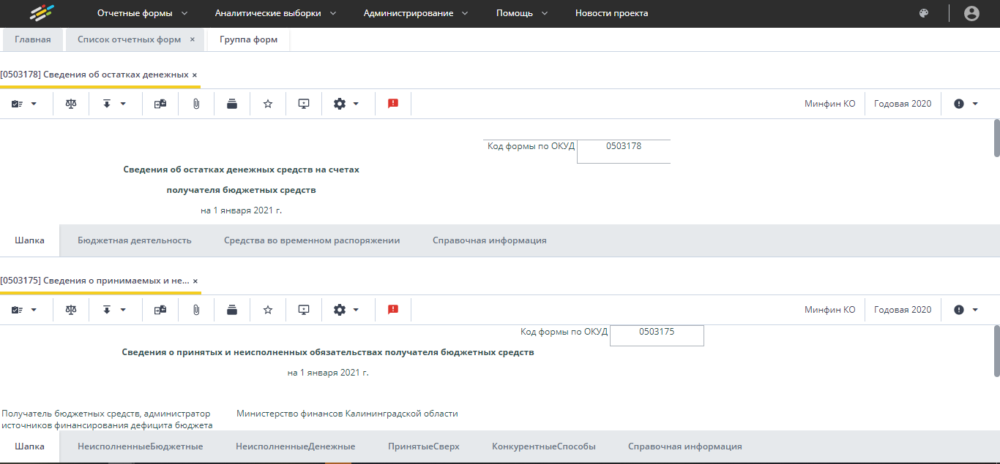 Отчетные формы Аналитические выборки Администрирование Помощь Новости проекта
Главная Список отчетных форм × Группа форм
[0503178] Сведения об остатках денежных ×
Минфин КО Годовая 2020
Код формы по ОКУД 0503178
Сведения об остатках денежных средств на счетах
получателя бюджетных средств
на 1 января 2021 г.
Шапка Бюджетная деятельность Средства во временном распоряжении Справочная информация
[0503175] Сведения о принимаемых и не... ×
Минфин КО Годовая 2020
Код формы по ОКУД 0503175
Сведения о принятых и неисполненных обязательствах получателя бюджетных средств
на 1 января 2021 г.
Получатель бюджетных средств, администратор Министерство финансов Калининградской области
источников финансирования дефицита бюджета
Шапка НеисполненныеБюджетные НеисполненныеДенежные ПринятыеСверх КонкурентныеСпособы Справочная информация